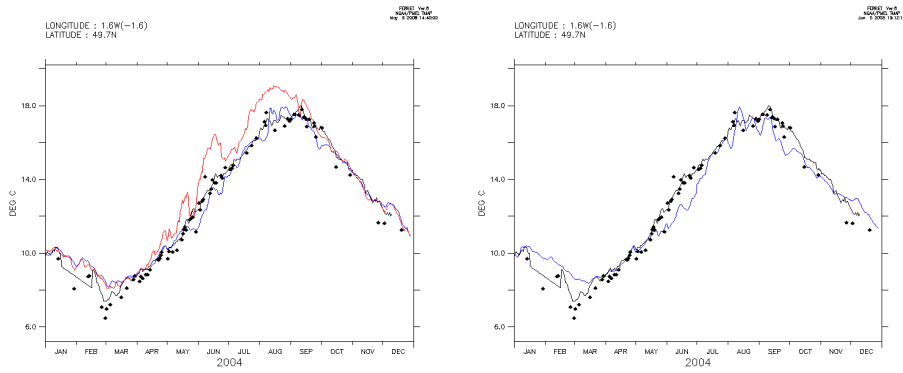 FERRET Ver.6
NOAA/PMEL TMAP
LONGITUDE : 1.6W(-1.6)
LATITUDE : 49.7N
18.0
14.0
10.0
6.0
DEG C
JAN FEB MAR APR MAY JUN JUL AUG SEP OCT NOV DEC
2004
FERRET Ver.6
NOAA/PMEL TMAP
LONGITUDE : 1.6W(-1.6)
LATITUDE : 49.7N
18.0
14.0
10.0
6.0
DEG C
JAN FEB MAR APR MAY JUN JUL AUG SEP OCT NOV DEC
2004